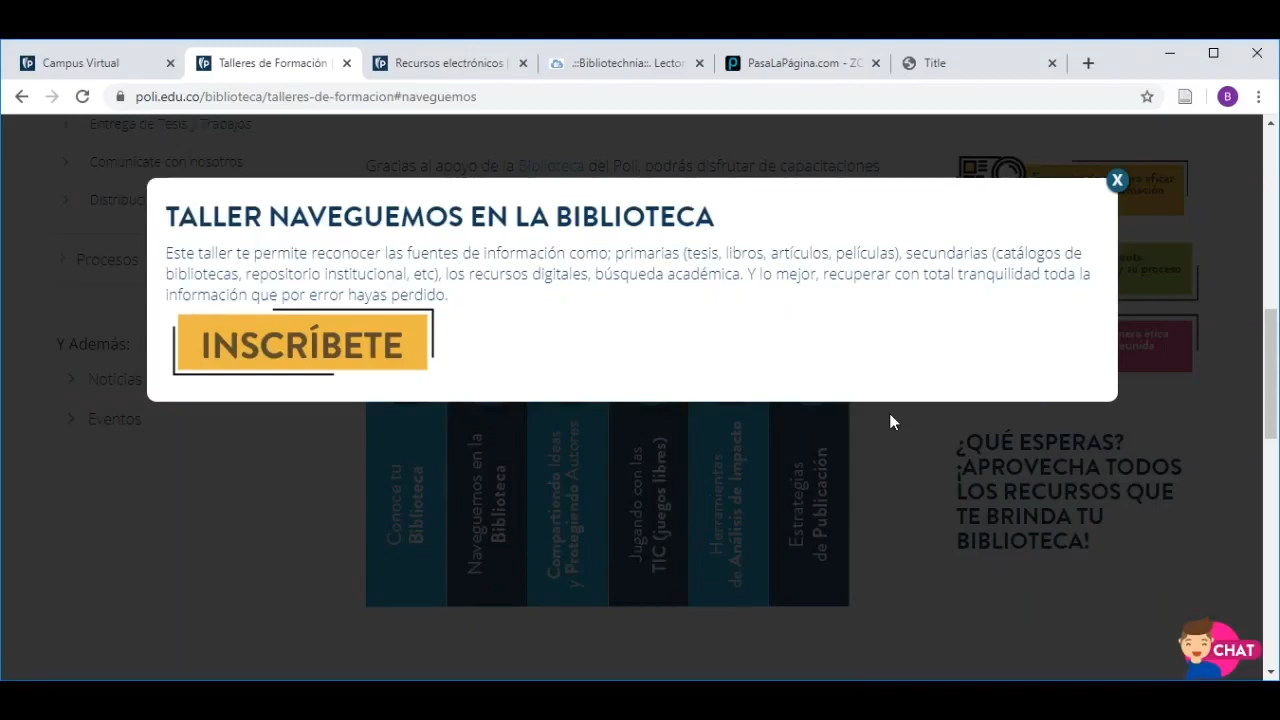 Campus Virtual
Talleres de Formación
Recursos electrónicos
.::Bibliotechnia::. Lector
PasaLaPágina.com - ZO
Title
poli.edu.co/biblioteca/talleres-de-formacion#naveguemos
B
Entrega de Tesis y Trabajos
Comunícate con nosotros
Gracias al apoyo de la Biblioteca del Poli, podrás disfrutar de capacitaciones
X
TALLER NAVEGUEMOS EN LA BIBLIOTECA
Este taller te permite reconocer las fuentes de información como; primarias (tesis, libros, artículos, películas), secundarias (catálogos de
bibliotecas, repositorio institucional, etc), los recursos digitales, búsqueda académica. Y lo mejor, recuperar con total tranquilidad toda la
información que por error hayas perdido.
INSCRÍBETE
Distribuc
Procesos
Y Además:
Noticias
Eventos
Conoce tu
Biblioteca
Naveguemos en la
Biblioteca
Compartiendo Ideas
y Protegiendo Autores
Jugando con las
TIC (juegos libres)
Herramientas
de Análisis de Impacto
Estrategias
de Publicación
¿QUÉ ESPERAS?
¡APROVECHA TODOS
LOS RECURSOS QUE
TE BRINDA TU
BIBLIOTECA!
CHAT